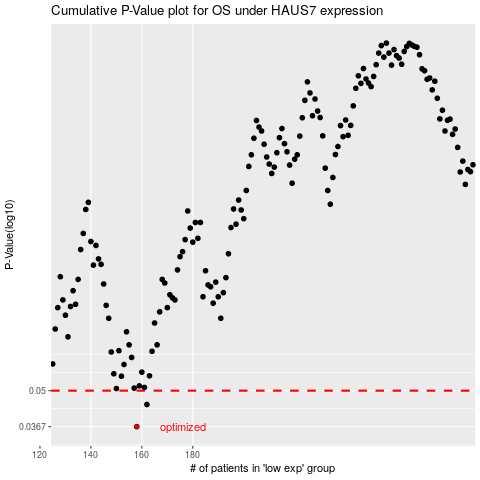 Cumulative P-Value plot for OS under HAUS7 expression
P-Value(log10)
0.05
0.0367
optimized
120 140 160 180
# of patients in 'low exp' group